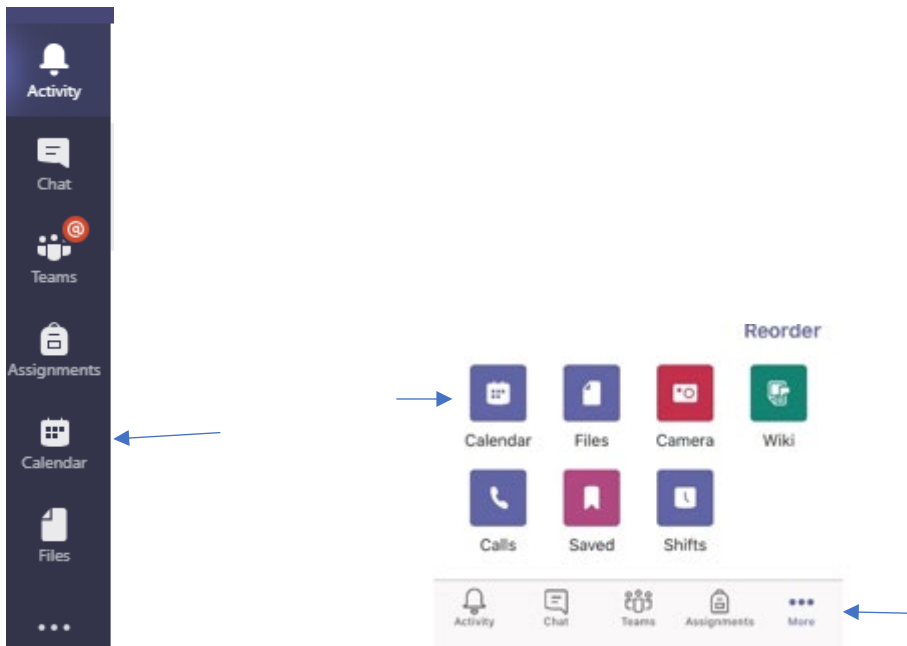 Activity
Chat
@
Teams
Assignments
Calendar
Files
Reorder
Calendar Files Camera Wiki
Calls Saved Shifts
Activity Chat Teams Assignments More